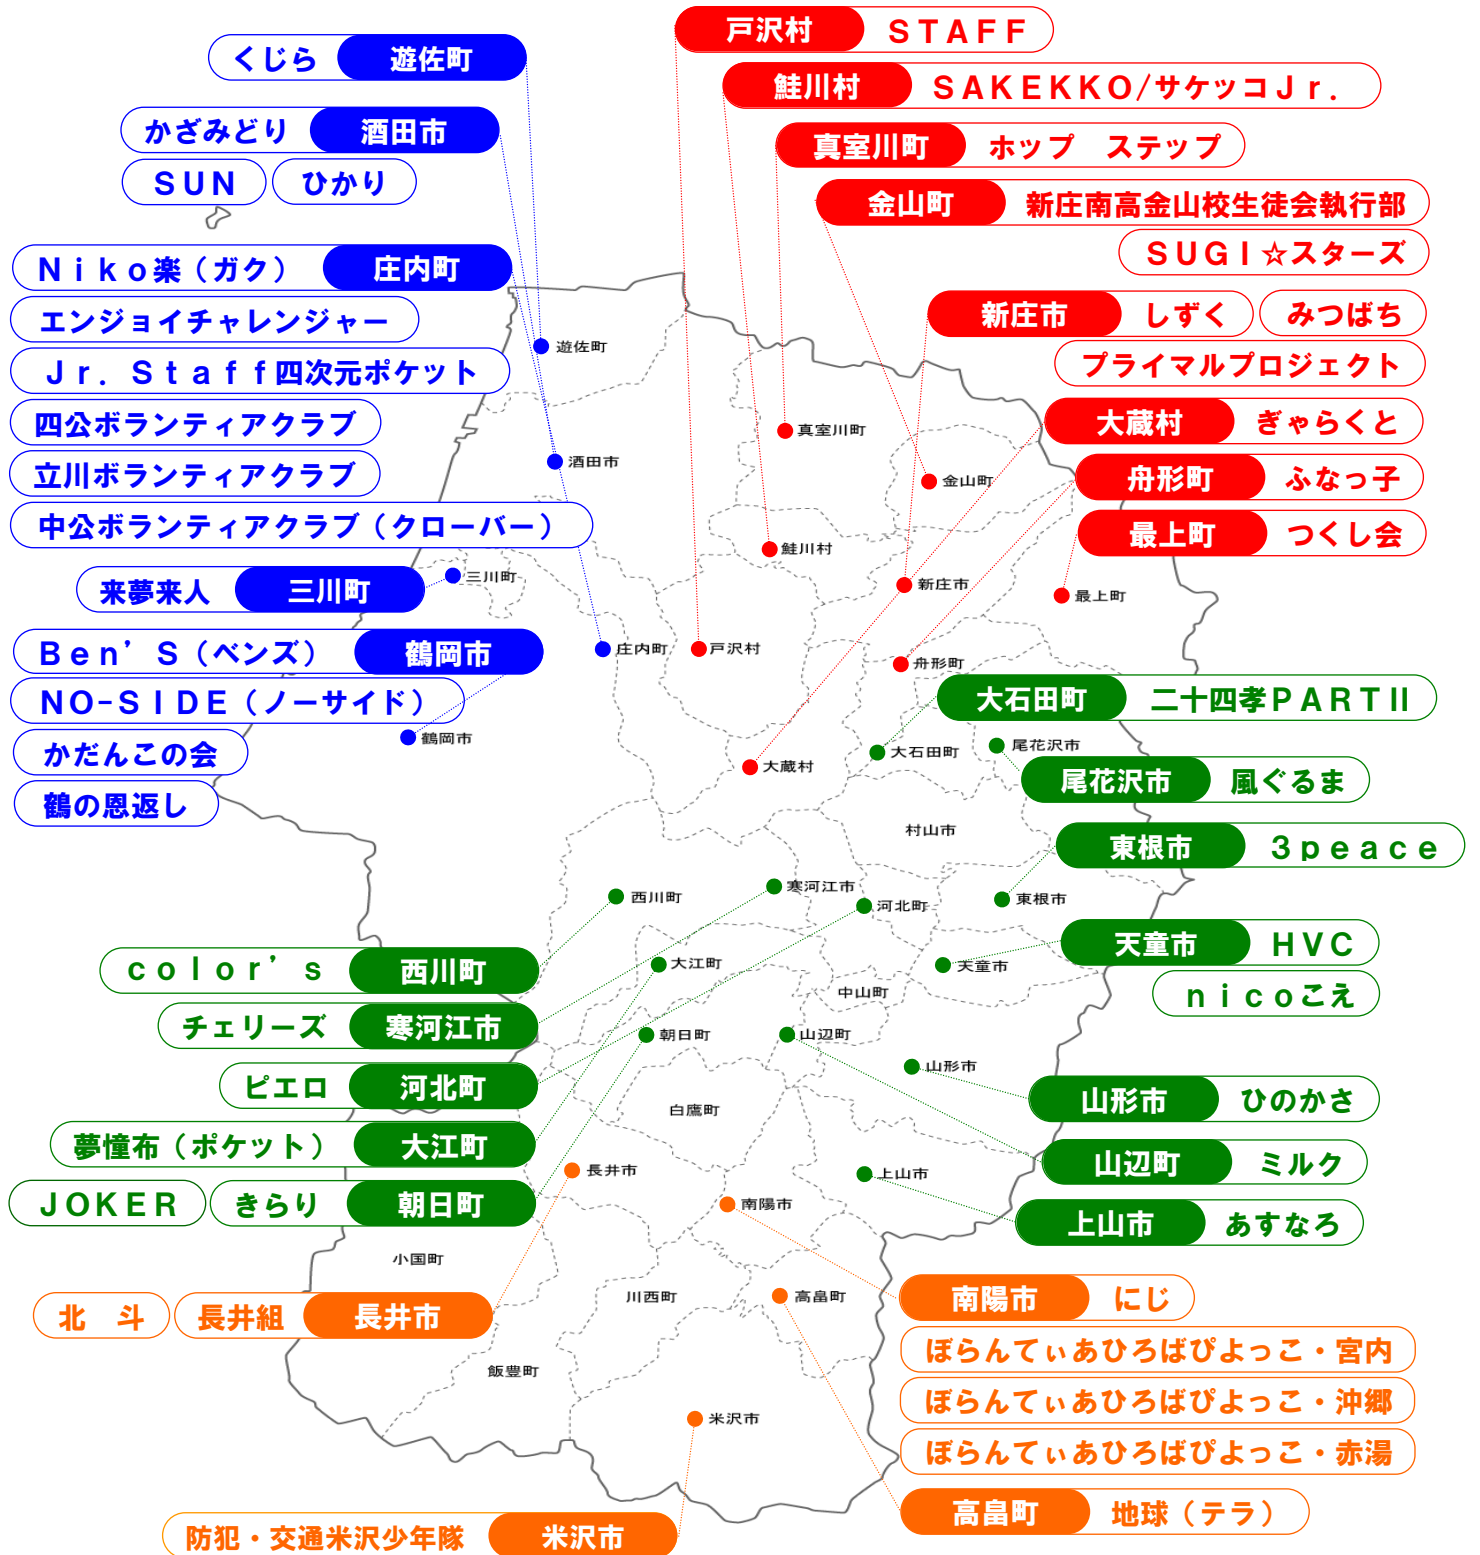 戸沢村 STAFF
くじら 遊佐町
鮭川村 SAKEKKO/サケッコJr.
かざみどり 酒田市
真室川町 ホップ ステップ
SUN ひかり
金山町 新庄南高金山校生徒会執行部
SUGI☆スターズ
Niko楽（ガク） 庄内町
エンジョイチャレンジャー
新庄市 しずく みつばち
プライマルプロジェクト
Jr. Staff四次元ポケット
四公ボランティアクラブ
大蔵村 ぎゃらくと
立川ボランティアクラブ
舟形町 ふなっ子
中公ボランティアクラブ（クローバー）
最上町 つくし会
来夢来人 三川町
Ben’S（ベンズ） 鶴岡市
NO-SIDE（ノーサイド）
かだんこの会
鶴の恩返し
大石田町 二十四孝PARTⅡ
尾花沢市 風ぐるま
東根市 3peace
天童市 HVC
nicoこえ
color’s 西川町
チェリーズ 寒河江市
ピエロ 河北町
夢憧布（ポケット） 大江町
JOKER きらり 朝日町
山形市 ひのかさ
山辺町 ミルク
上山市 あすなろ
北 斗 長井組 長井市
南陽市 にじ
ぼらんてぃあひろばぴよっこ・宮内
ぼらんてぃあひろばぴよっこ・沖郷
ぼらんてぃあひろばぴよっこ・赤湯
高畠町 地球（テラ）
防犯・交通米沢少年隊 米沢市
遊佐町
真室川町
酒田市
金山町
鮭川村
三川町
新庄市
最上町
庄内町
戸沢村
舟形町
鶴岡市
大石田町
尾花沢市
大蔵村
村山市
西川町
寒河江市
河北町
東根市
大江町
天童市
中山町
朝日町
山辺町
山形市
白鷹町
長井市
上山市
南陽市
小国町
川西町
高畠町
飯豊町
米沢市